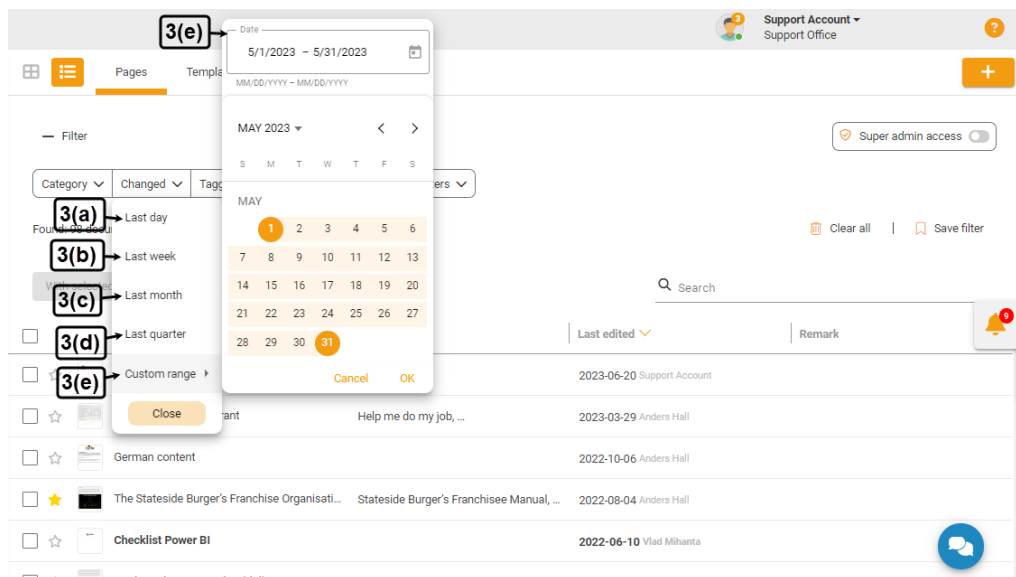 3(e)
Date
5/1/2023 – 5/31/2023
MM/DD/YYYY – MM/DD/YYYY
3
Support Account
Support Office
?
Pages
Templa
+
Filter
MAY 2023
Super admin access
S M T W T F S
Category
Changed
Tagg
ers
MAY
3(a)
Last day
1 2 3 4 5 6
Found: 98 docu
Clear all
|
Save filter
3(b)
Last week
7 8 9 10 11 12 13
With selected
3(c)
Last month
14 15 16 17 18 19 20
Search
21 22 23 24 25 26 27
9
3(d)
Last quarter
28 29 30 31
Last edited
Remark
3(e)
Custom range
Cancel
OK
2023-06-20 Support Account
Close
rant
Help me do my job, ...
2023-03-29 Anders Hall
German content
2022-10-06 Anders Hall
The Stateside Burger's Franchise Organisati...
Stateside Burger's Franchisee Manual, ...
2022-08-04 Anders Hall
Checklist Power BI
2022-06-10 Vlad Mihanta